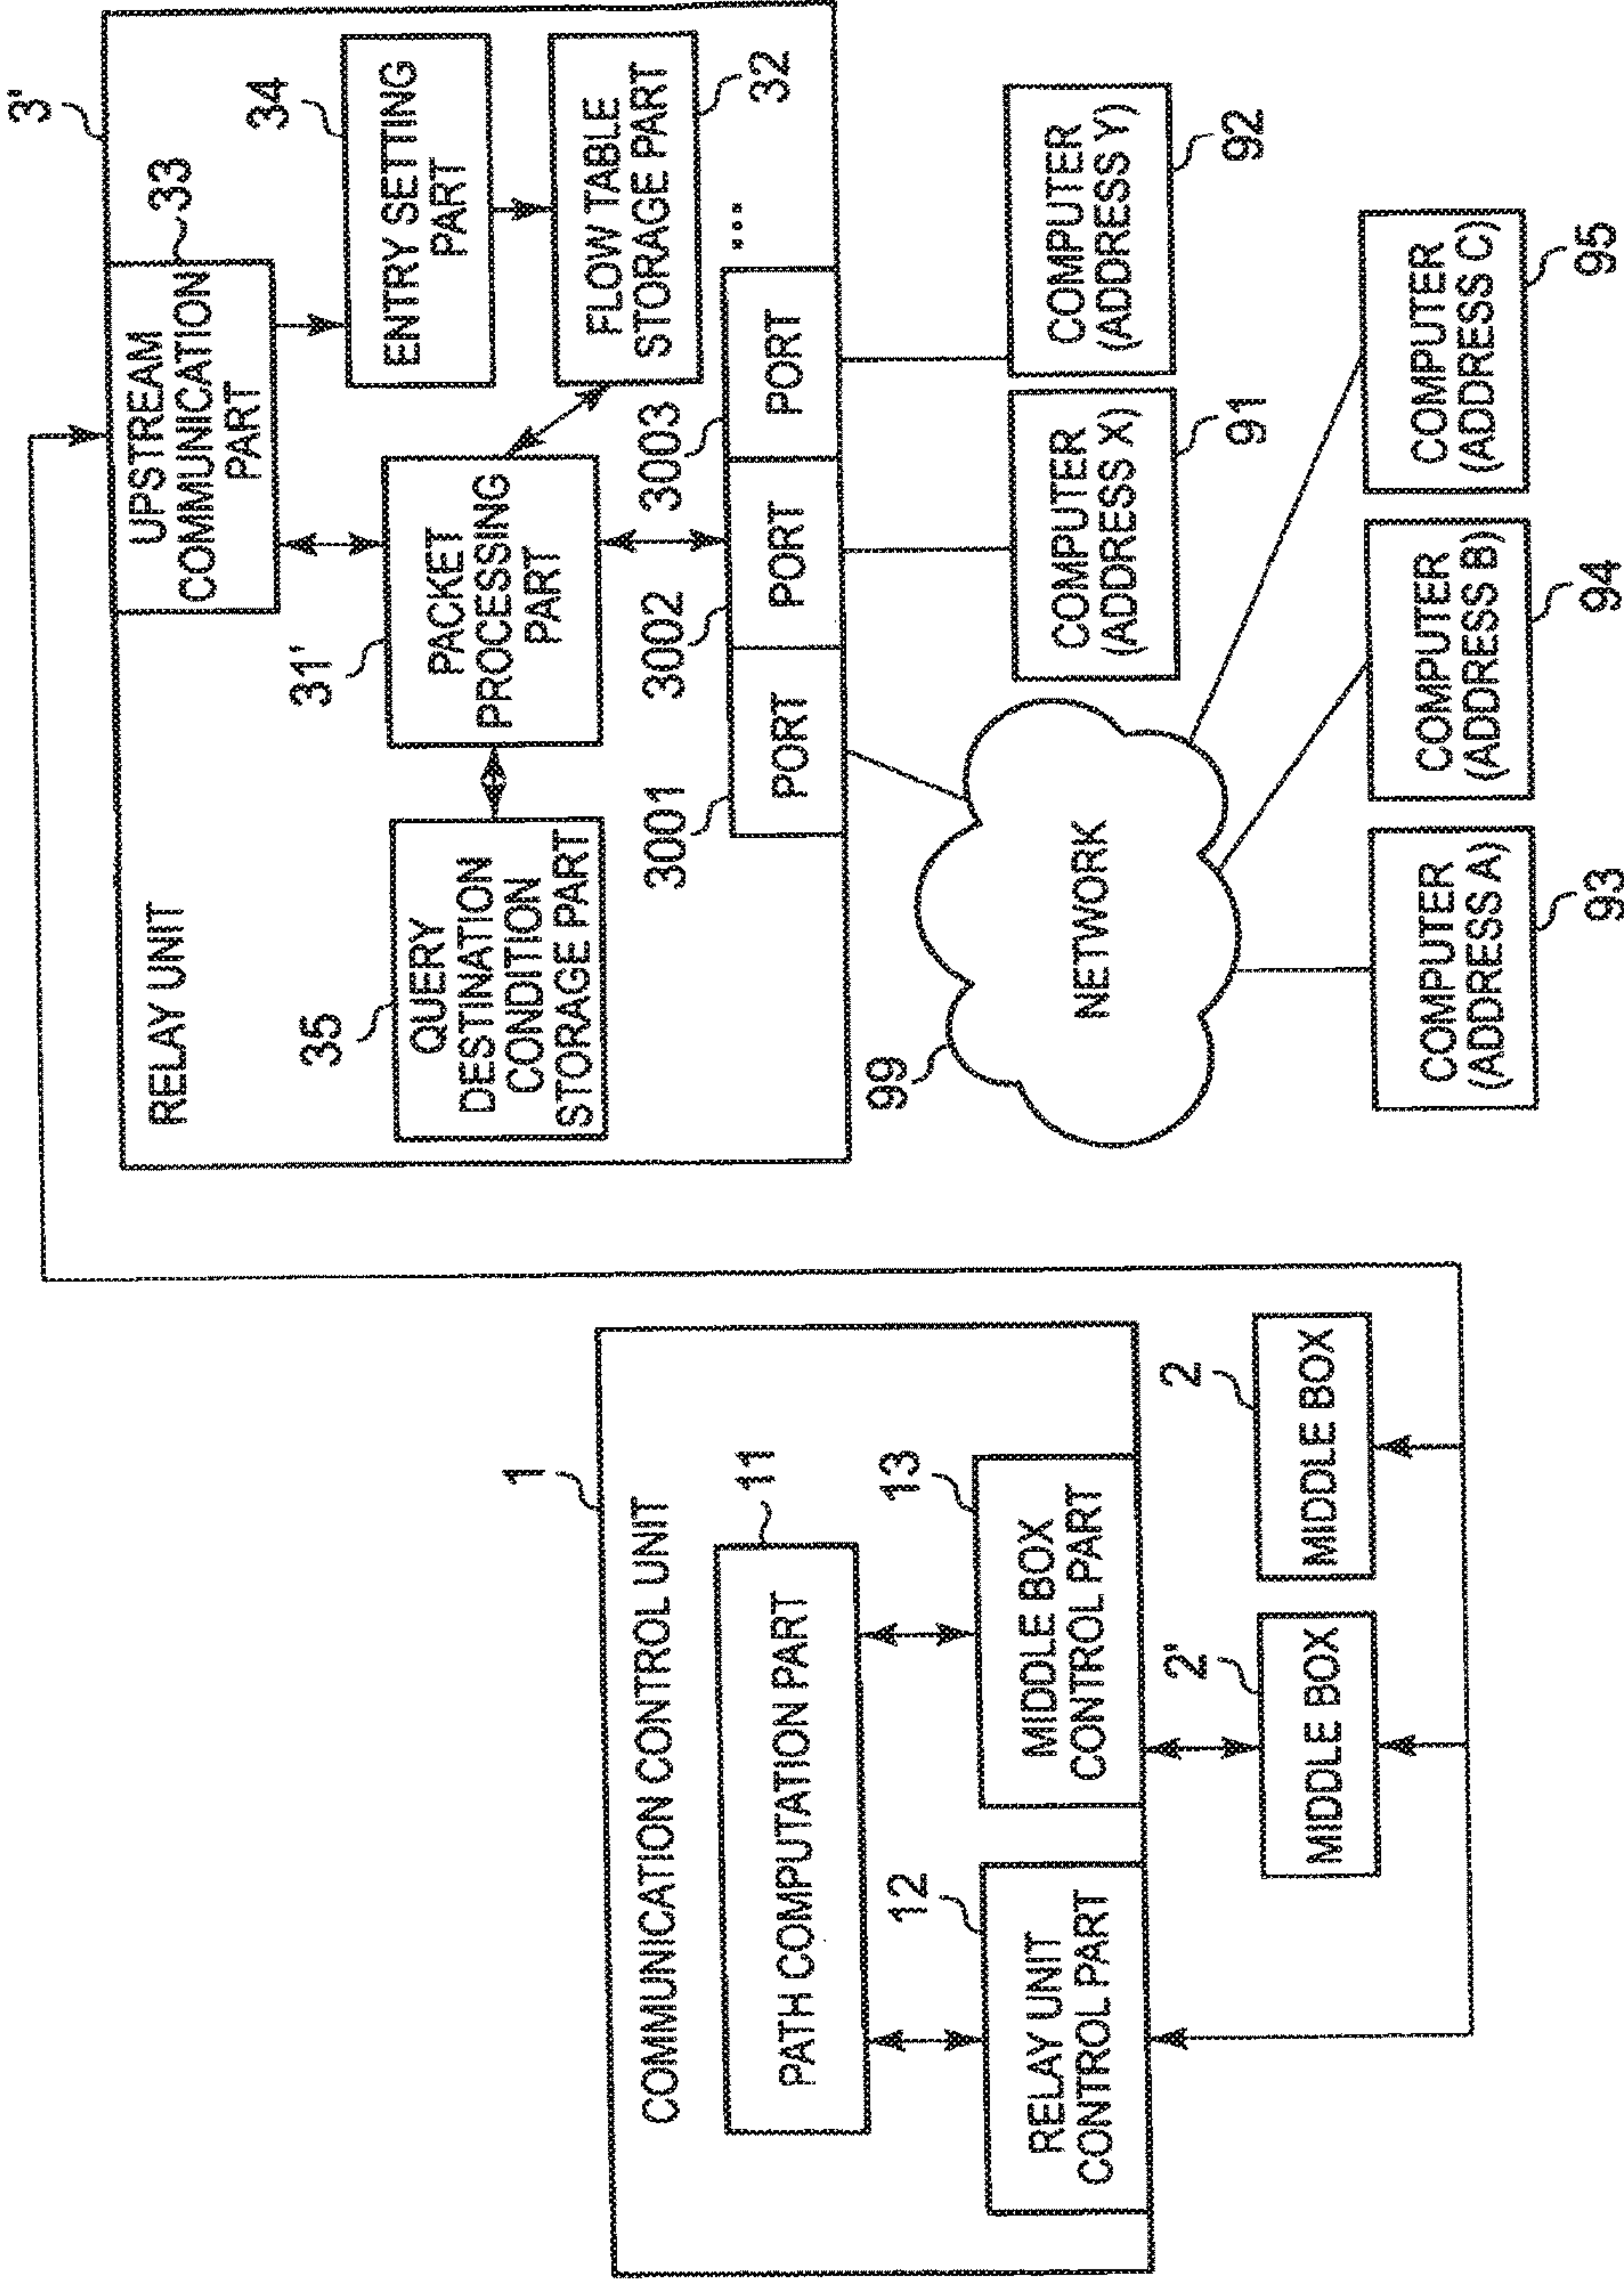 1
COMMUNICATION CONTROL UNIT
11
PATH COMPUTATION PART
12
RELAY UNIT
CONTROL PART
13
MIDDLE BOX
CONTROL PART
2'
MIDDLE BOX
2
MIDDLE BOX
3'
RELAY UNIT
33
UPSTREAM
COMMUNICATION
PART
34
ENTRY SETTING
PART
35
QUERY
DESTINATION
CONDITION
STORAGE PART
31'
PACKET
PROCESSING
PART
FLOW TABLE
STORAGE PART
32
3001
PORT
3002
PORT
3003
PORT
...
99
NETWORK
COMPUTER
(ADDRESS X)
91
COMPUTER
(ADDRESS Y)
92
COMPUTER
(ADDRESS A)
93
COMPUTER
(ADDRESS B)
94
COMPUTER
(ADDRESS C)
95